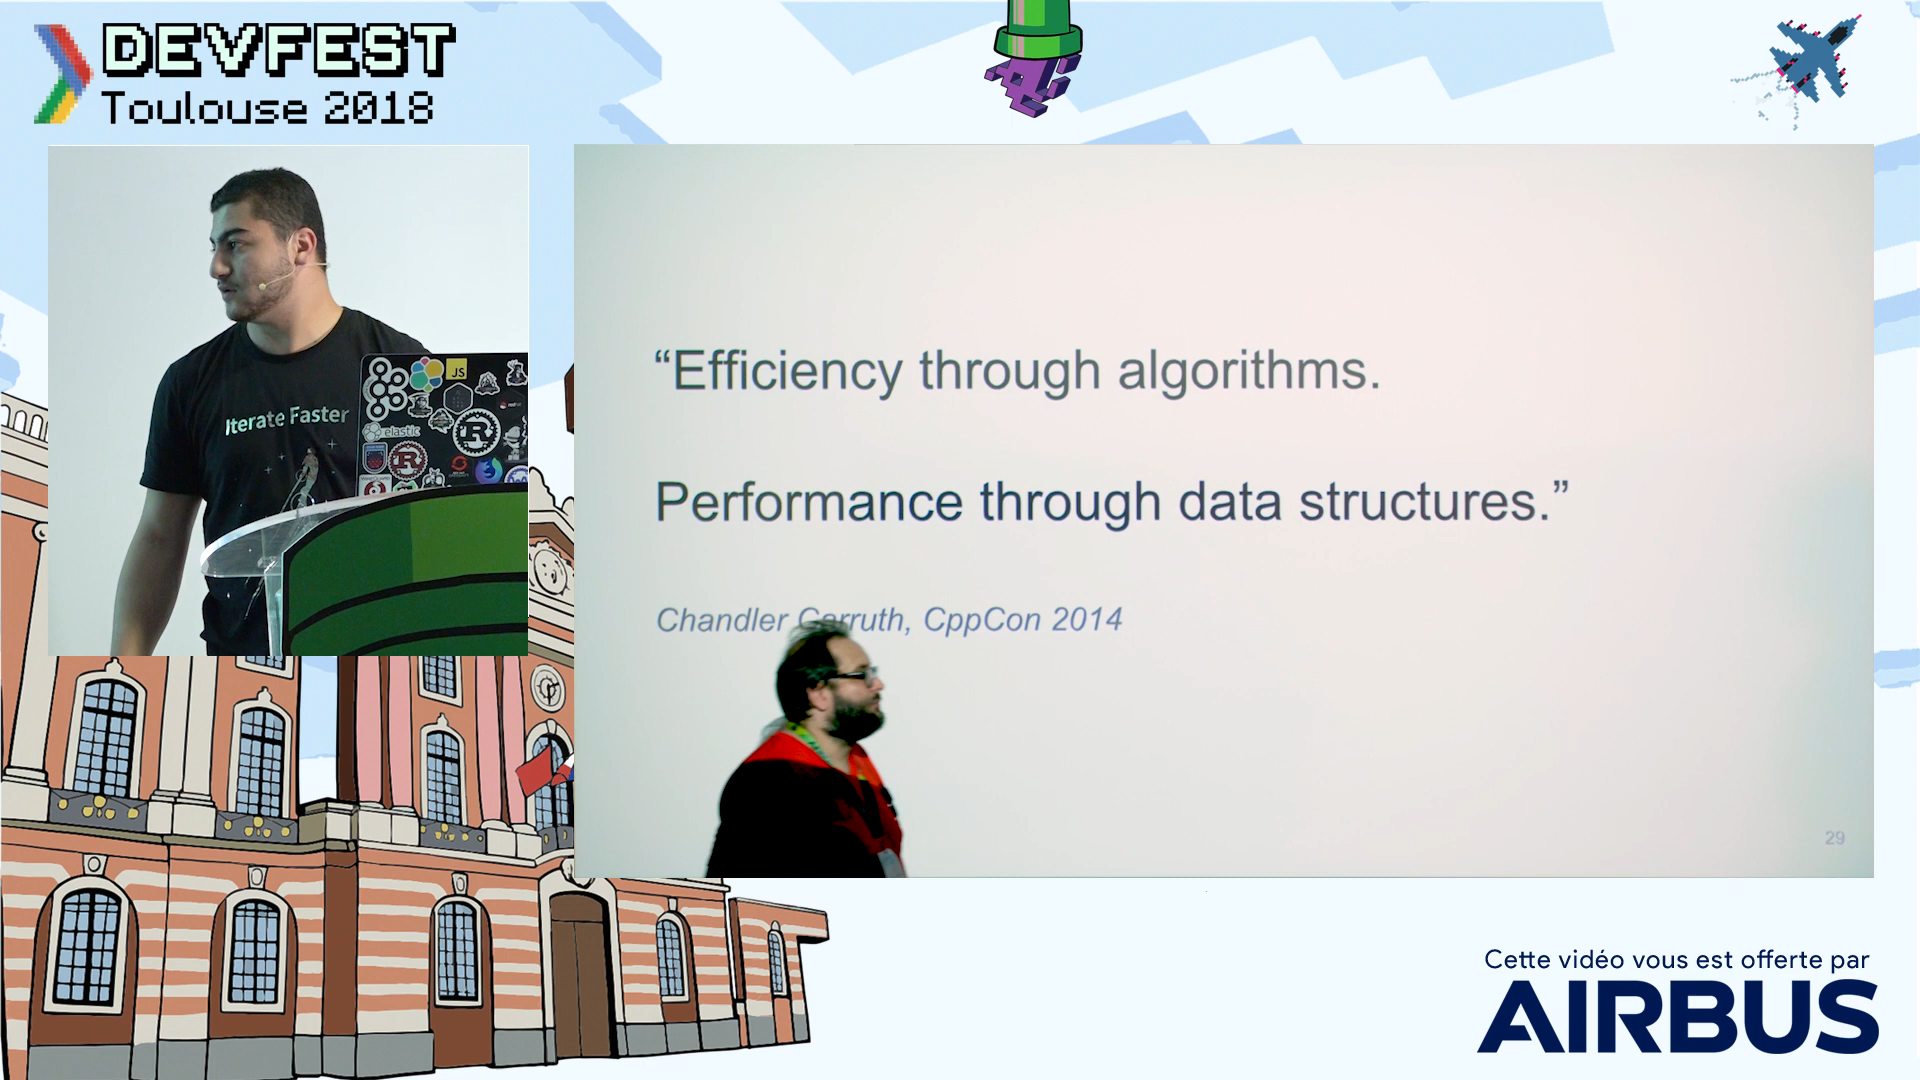 DEVFEST
Toulouse 2018
JS
elastic
R
R
Iterate Faster
“Efficiency through algorithms.
Performance through data structures.”
Chandler Carruth, CppCon 2014
29
Cette vidéo vous est offerte par
AIRBUS